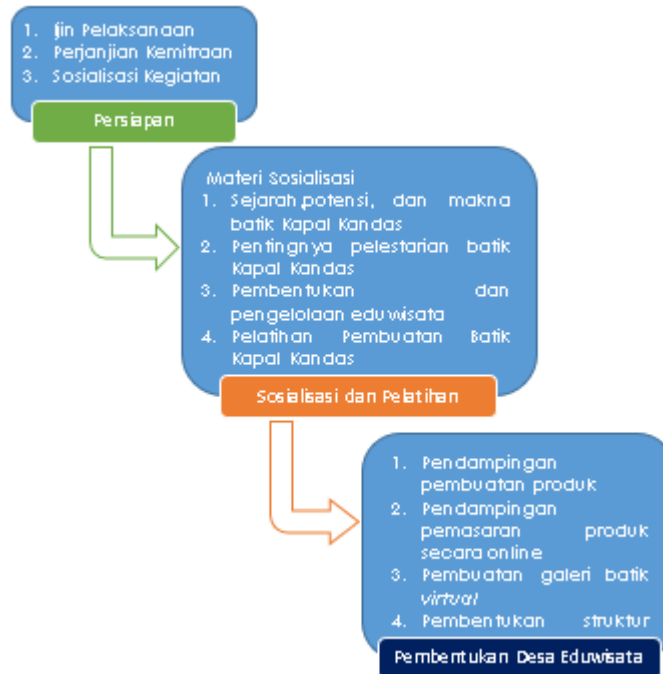 1. Ijin Pelaksanaan
2. Perjanjian Kemitraan
3. Sosialisasi Kegiatan
Persiapan
Materi Sosialisasi
1. Sejarah,potensi, dan makna
batik Kapal Kandas
2. Pentingnya pelestarian batik
Kapal Kandas
3. Pembentukan dan
pengelolaan eduwisata
4. Pelatihan Pembuatan Batik
Kapal Kandas
Sosialisasi dan Pelatihan
1. Pendampingan
pembuatan produk
2. Pendampingan
pemasaran produk
secara online
3. Pembuatan galeri batik
virtual
4. Pembentukan struktur
Pembentukan Desa Eduwisata